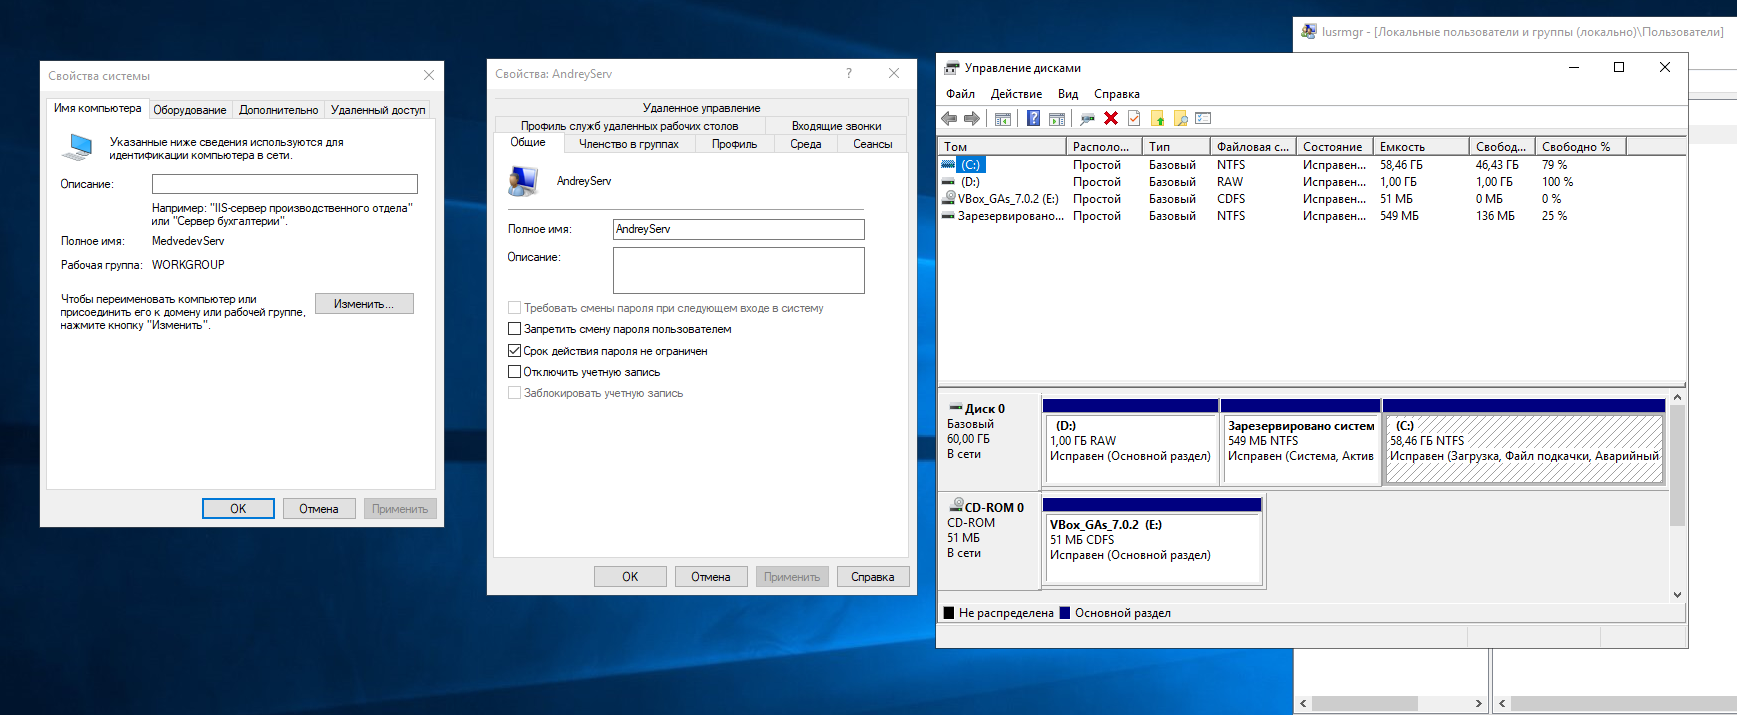 lusrmgr - [Локальные пользователи и группы (локально)\Пользователи]
Свойства системы
Имя компьютера
Оборудование
Дополнительно
Удаленный доступ
Указанные ниже сведения используются для
идентификации компьютера в сети.
Описание:
Например: "IIS-сервер производственного отдела"
или "Сервер бухгалтерии".
Полное имя: MedvedevServ
Рабочая группа: WORKGROUP
Чтобы переименовать компьютер или
присоединить его к домену или рабочей группе,
нажмите кнопку "Изменить".
Изменить...
OK
Отмена
Применить
Свойства: AndreyServ
?
Удаленное управление
Профиль служб удаленных рабочих столов
Входящие звонки
Общие
Членство в группах
Профиль
Среда
Сеансы
AndreyServ
Полное имя: AndreyServ
Описание:
Требовать смены пароля при следующем входе в систему
Запретить смену пароля пользователем
Срок действия пароля не ограничен
Отключить учетную запись
Заблокировать учетную запись
OK
Отмена
Применить
Справка
Управление дисками
Файл Действие Вид Справка
Том Располо... Тип Файловая с... Состояние Емкость Свобод... Свободно %
(C:) Простой Базовый NTFS Исправен... 58,46 ГБ 46,43 ГБ 79 %
(D:) Простой Базовый RAW Исправен... 1,00 ГБ 1,00 ГБ 100 %
VBox_GAs_7.0.2 (E:) Простой Базовый CDFS Исправен... 51 МБ 0 МБ 0 %
Зарезервировано... Простой Базовый NTFS Исправен... 549 МБ 136 МБ 25 %
Диск 0
Базовый
60,00 ГБ
В сети
(D:)
1,00 ГБ RAW
Исправен (Основной раздел)
Зарезервировано систем
549 МБ NTFS
Исправен (Система, Актив
(C:)
58,46 ГБ NTFS
Исправен (Загрузка, Файл подкачки, Аварийный
CD-ROM 0
CD-ROM
51 МБ
В сети
VBox_GAs_7.0.2 (E:)
51 МБ CDFS
Исправен (Основной раздел)
Не распределена Основной раздел